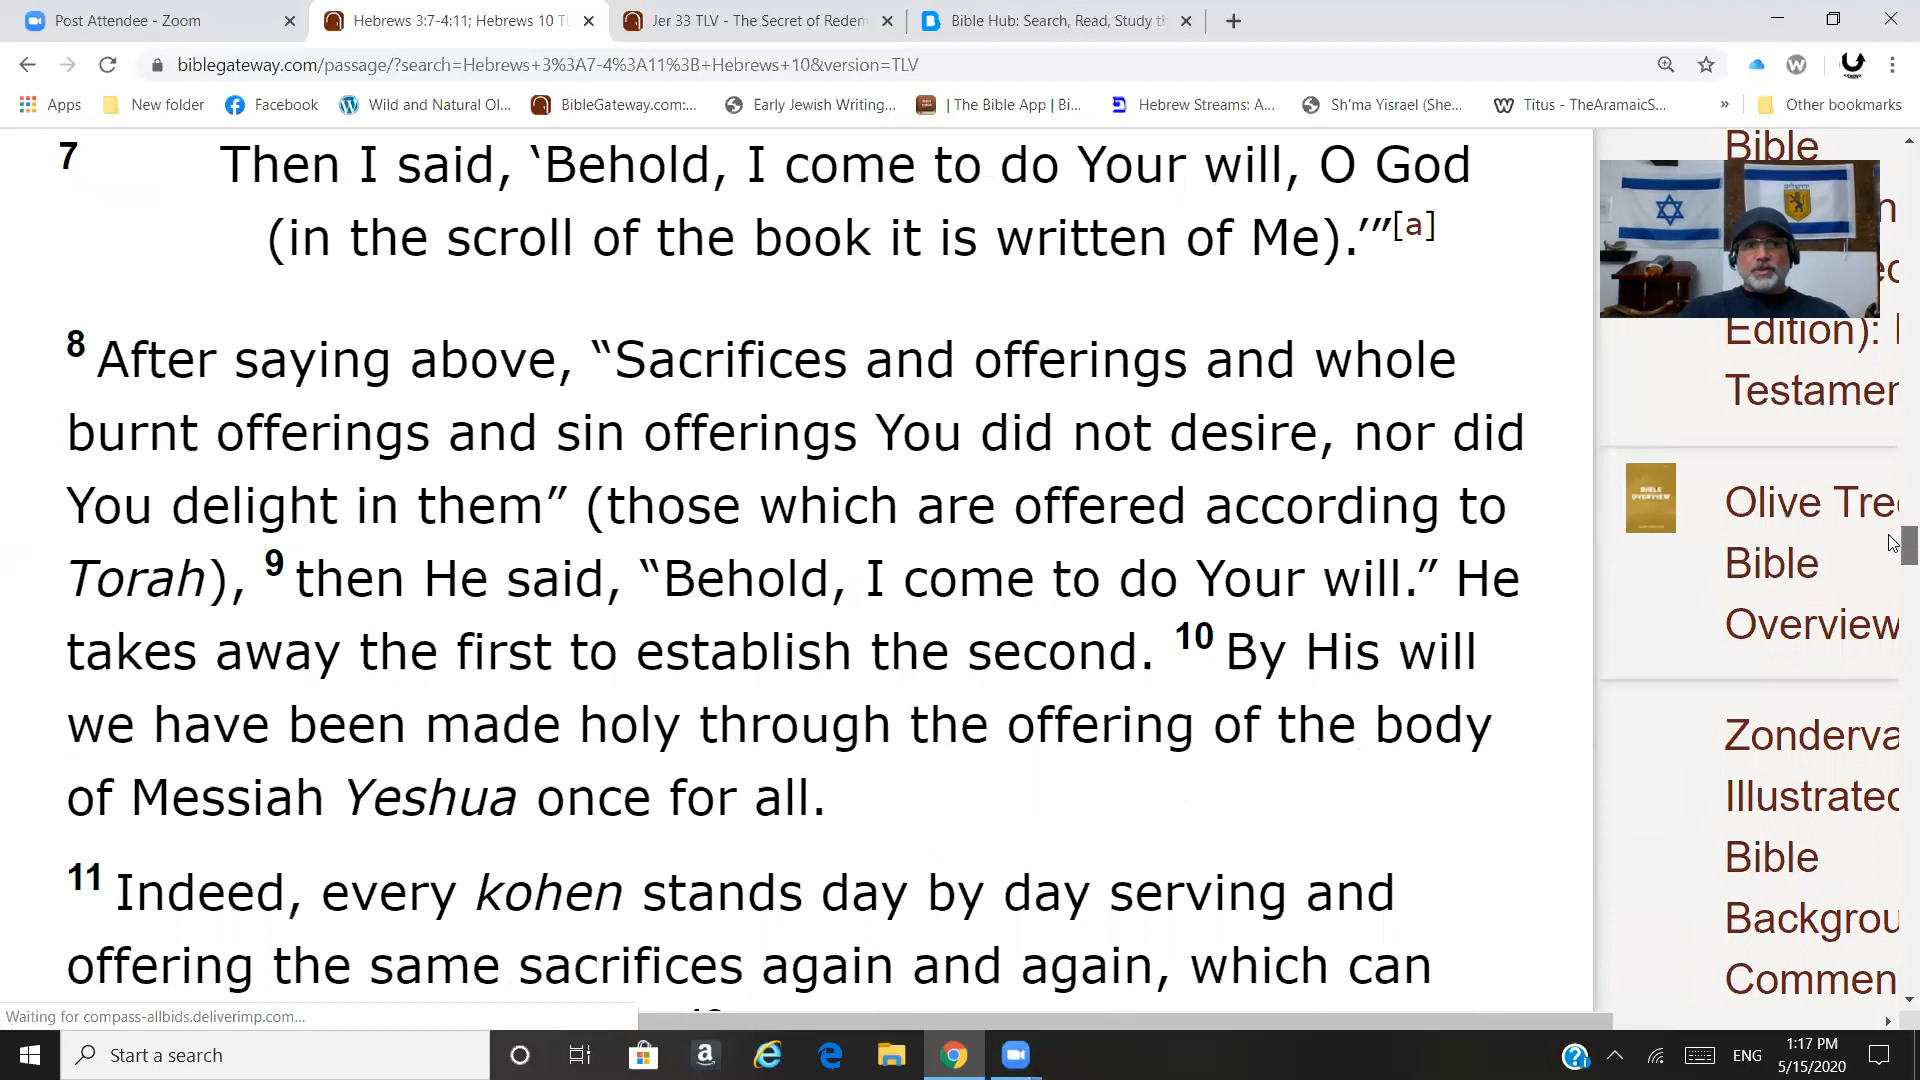 Post Attendee - Zoom
Hebrews 3:7-4:11; Hebrews 10 TL
Jer 33 TLV - The Secret of Redem
Bible Hub: Search, Read, Study th
biblegateway.com/passage/?search=Hebrews+3%3A7-4%3A11%3B+Hebrews+10&version=TLV
Apps
New folder
Facebook
Wild and Natural Ol...
BibleGateway.com:...
Early Jewish Writing...
| The Bible App | Bi...
Hebrew Streams: A...
Sh'ma Yisrael (She...
Titus - TheAramaicS...
»
Other bookmarks
7 Then I said, ‘Behold, I come to do Your will, O God
(in the scroll of the book it is written of Me).’”[a]
8 After saying above, “Sacrifices and offerings and whole
burnt offerings and sin offerings You did not desire, nor did
You delight in them” (those which are offered according to
Torah), 9 then He said, “Behold, I come to do Your will.” He
takes away the first to establish the second. 10 By His will
we have been made holy through the offering of the body
of Messiah Yeshua once for all.
11 Indeed, every kohen stands day by day serving and
offering the same sacrifices again and again, which can
Bible
Edition):
Testamen
BIBLE
OVERVIEW
Olive Tree
Bible
Overview
Zonderva
Illustrated
Bible
Backgrou
Commen
Waiting for compass-allbids.deliverimp.com...
Start a search
ENG
1:17 PM
5/15/2020